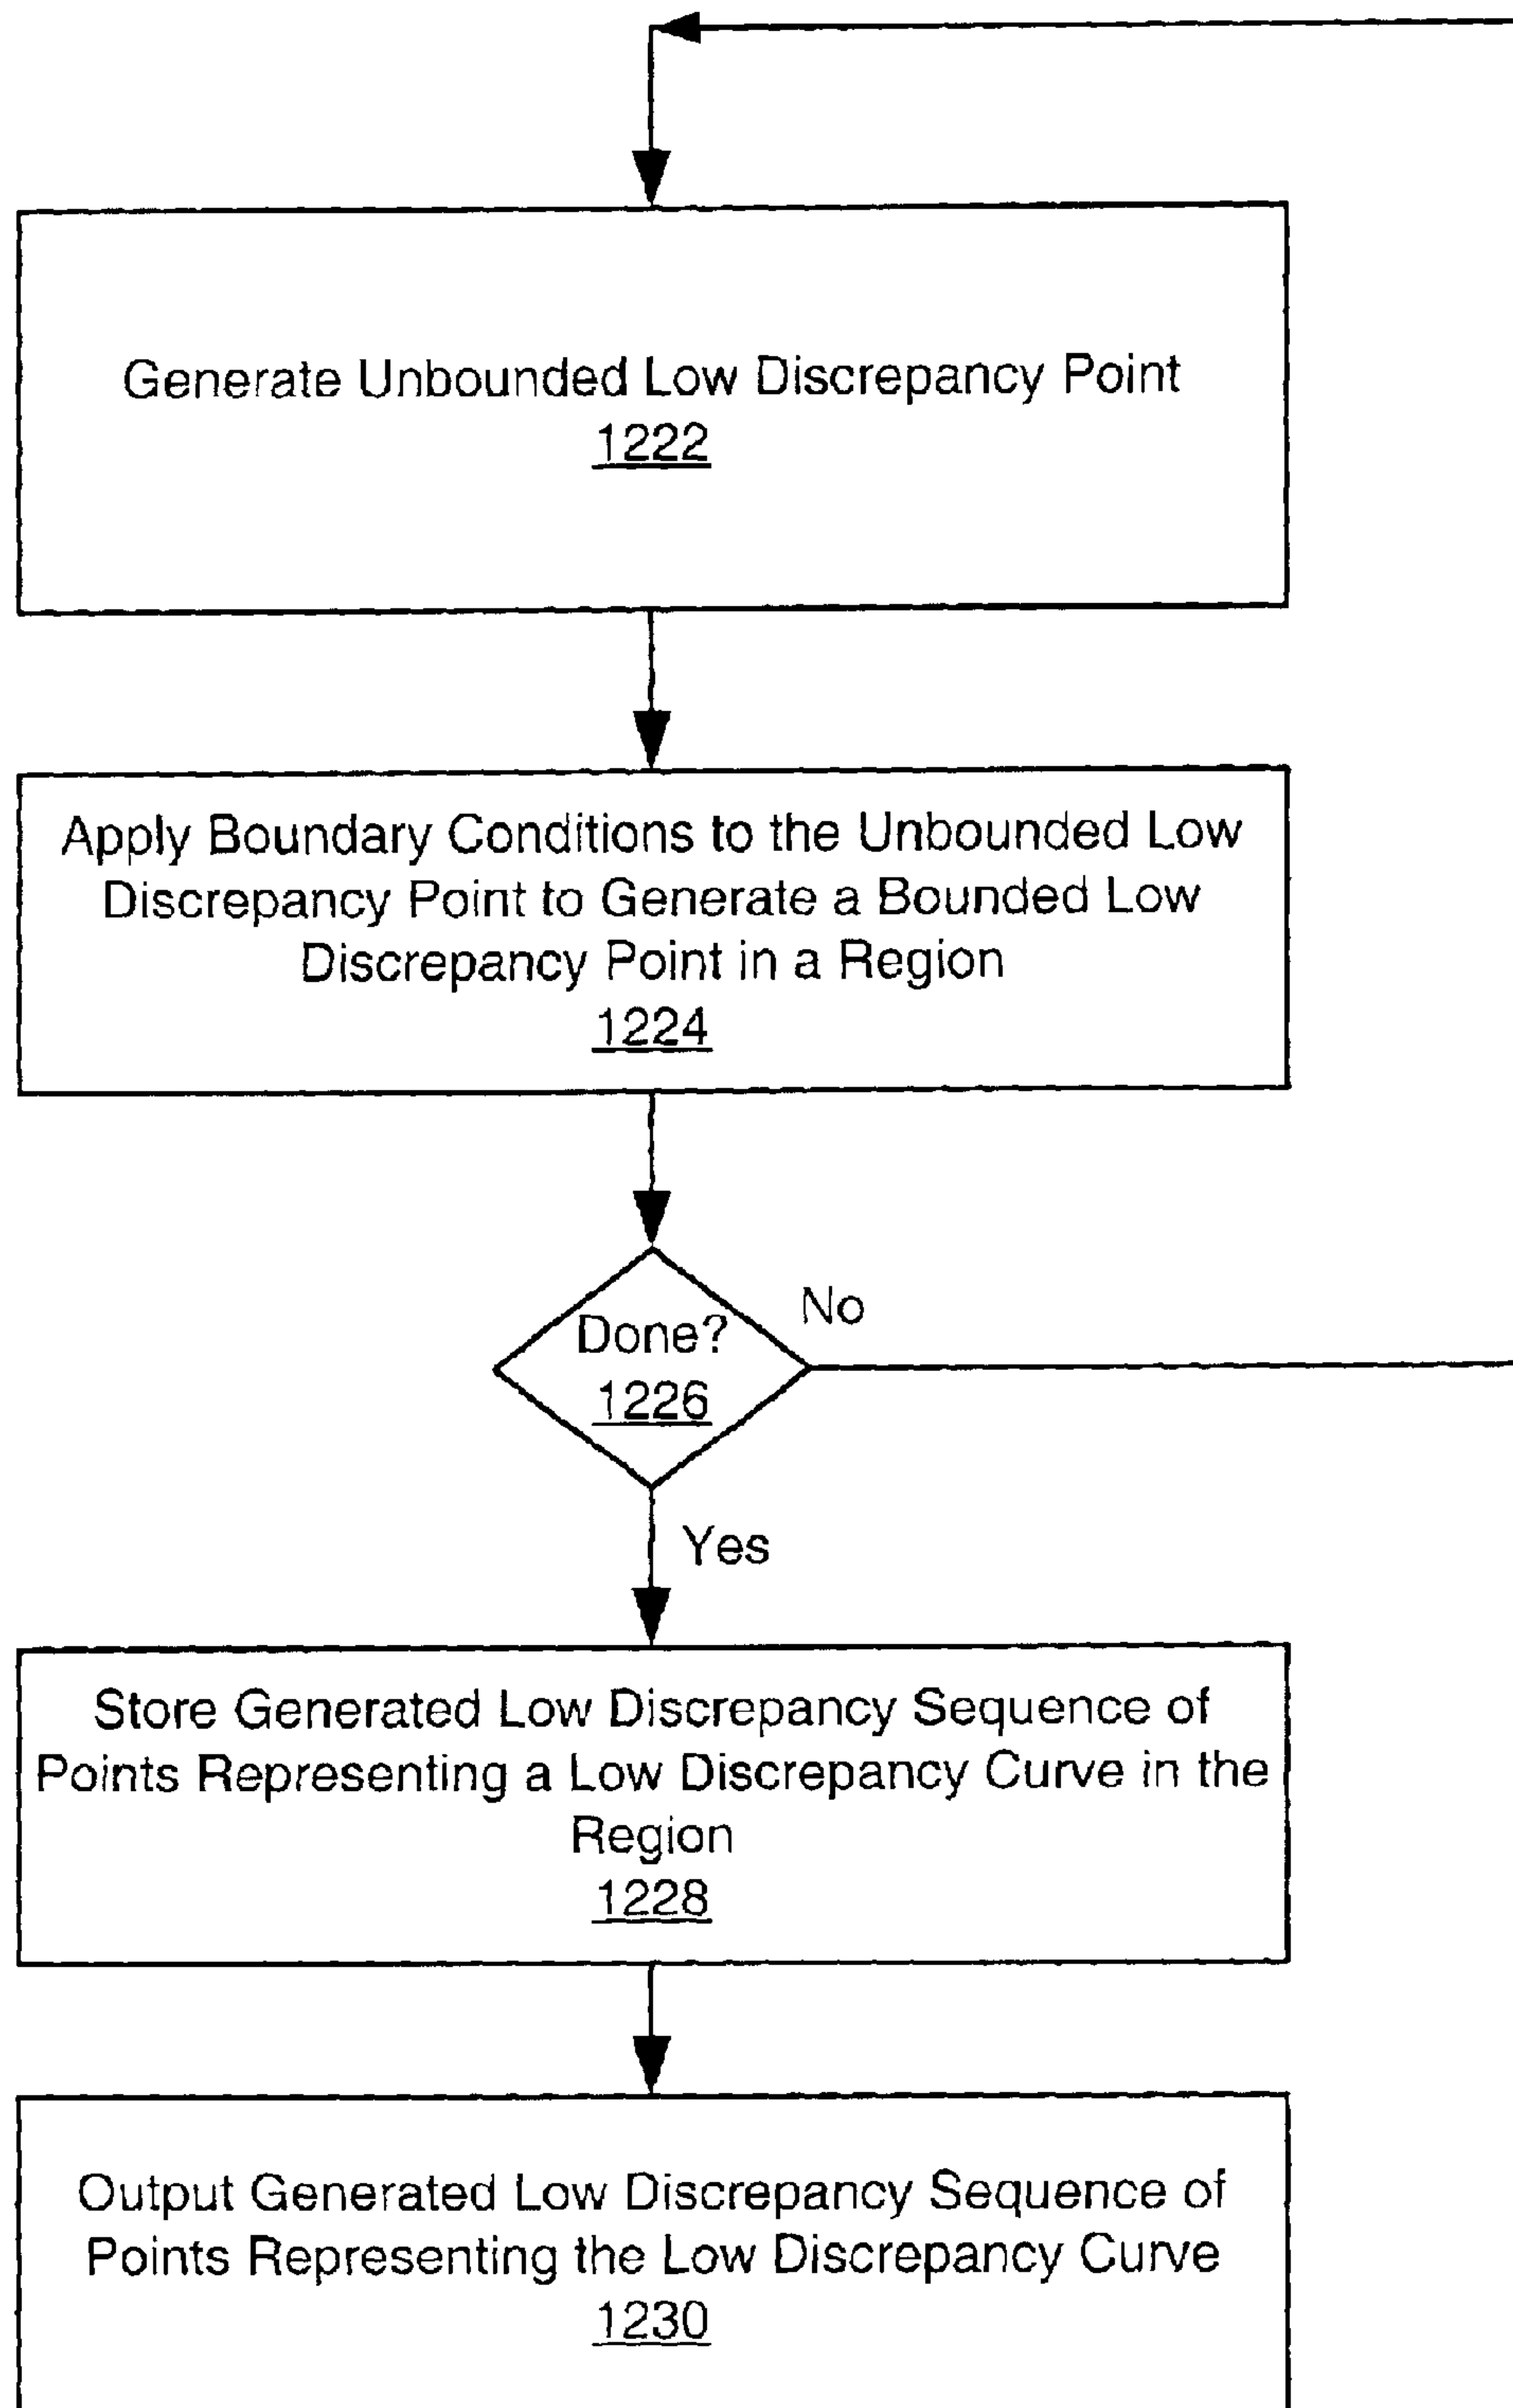 Generate Unbounded Low Discrepancy Point
1222
Apply Boundary Conditions to the Unbounded Low
Discrepancy Point to Generate a Bounded Low
Discrepancy Point in a Region
1224
Done?
1226
No
Yes
Store Generated Low Discrepancy Sequence of
Points Representing a Low Discrepancy Curve in the
Region
1228
Output Generated Low Discrepancy Sequence of
Points Representing the Low Discrepancy Curve
1230